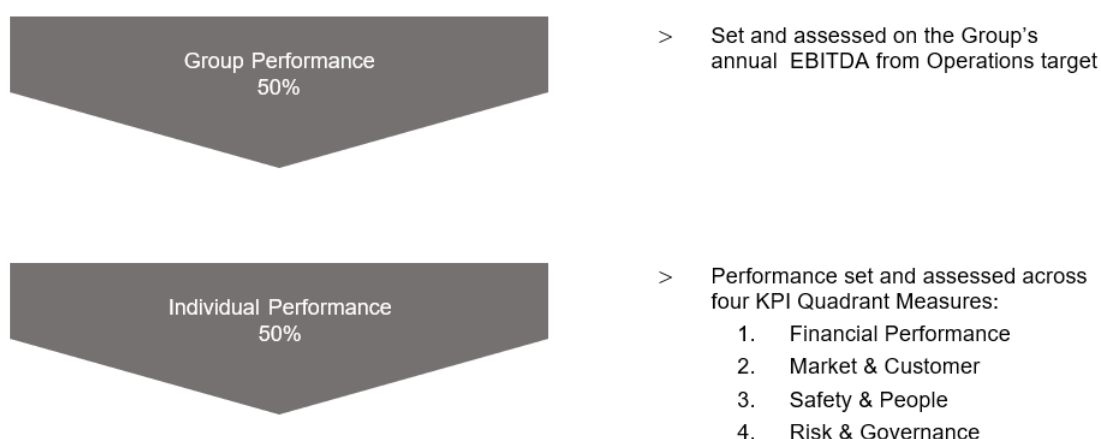 Group Performance
50%
> Set and assessed on the Group's
annual EBITDA from Operations target
Individual Performance
50%
> Performance set and assessed across
four KPI Quadrant Measures:
1. Financial Performance
2. Market & Customer
3. Safety & People
4. Risk & Governance